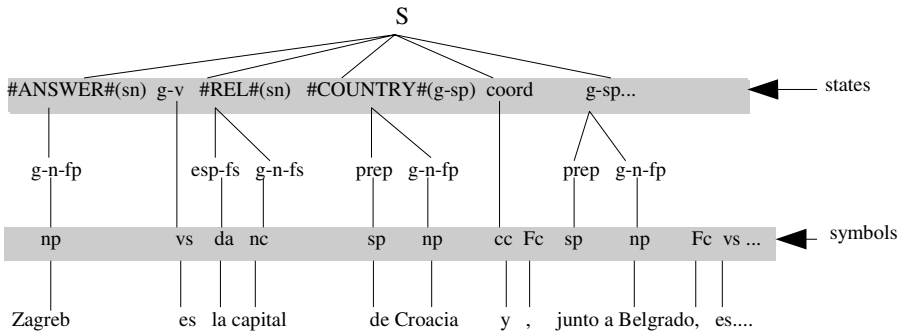 S
#ANSWER#(sn) g-v #REL#(sn) #COUNTRY#(g-sp) coord g-sp... states
g-n-fp esp-fs g-n-fs prep g-n-fp prep g-n-fp
np vs da nc sp np cc Fc sp np Fc vs ... symbols
Zagreb es la capital de Croacia y , junto a Belgrado, es....